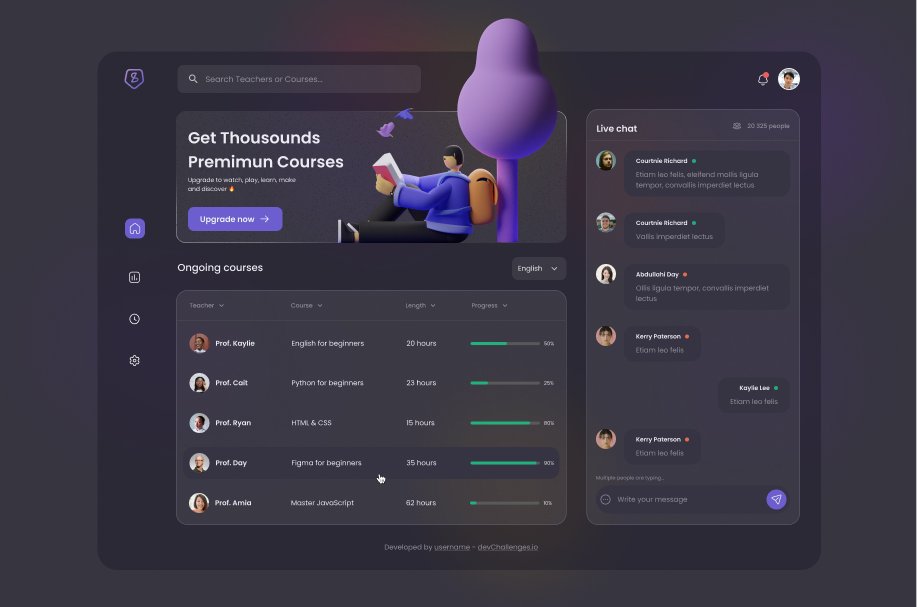 Search Teachers or Courses...
Get Thousounds
Premimun Courses
Upgrade to watch, play, learn, make
and discover 🔥
Upgrade now
Ongoing courses
English
Teacher Course Length Progress
Prof. Kaylie English for beginners 20 hours 50%
Prof. Cait Python for beginners 23 hours 25%
Prof. Ryan HTML & CSS 15 hours 80%
Prof. Day Figma for beginners 35 hours 90%
Prof. Amia Master JavaScript 62 hours 10%
Live chat
20 325 people
Courtnie Richard
Etiam leo felis, eleifend mollis ligula
tempor, convallis imperdiet lectus
Courtnie Richard
Vallis imperdiet lectus
Abdullahi Day
Ollis ligula tempor, convallis imperdiet
lectus
Kerry Paterson
Etiam leo felis
Kaylie Lee
Etiam leo felis
Kerry Paterson
Etiam leo felis
Multiple people are typing...
Write your message
Developed by username - devChallenges.io